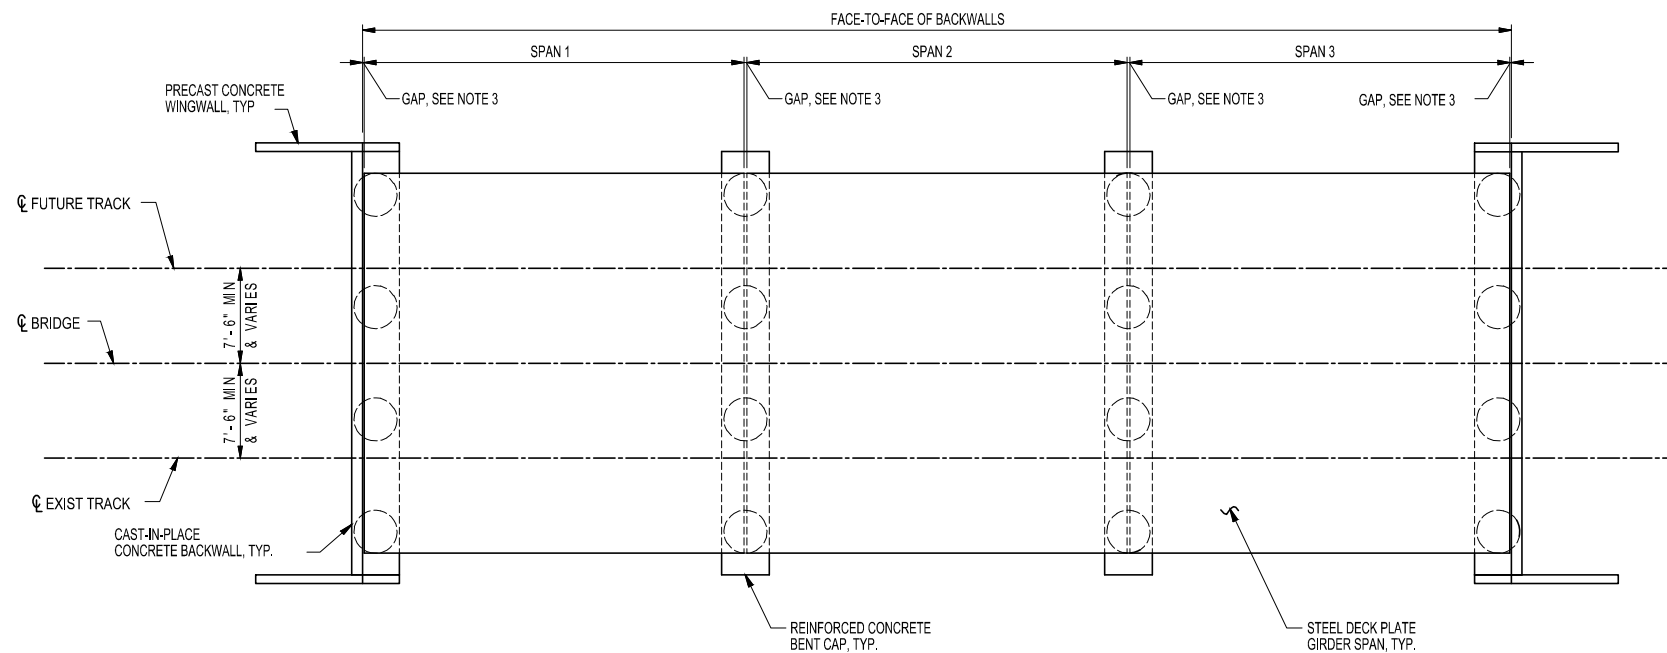 FACE-TO-FACE OF BACKWALLS
SPAN 1
SPAN 2
SPAN 3
GAP, SEE NOTE 3
GAP, SEE NOTE 3
GAP, SEE NOTE 3
GAP, SEE NOTE 3
PRECAST CONCRETE
WINGWALL, TYP
℄ FUTURE TRACK
7'-6" MIN
& VARIES
℄ BRIDGE
7'-6" MIN
& VARIES
℄ EXIST TRACK
CAST-IN-PLACE
CONCRETE BACKWALL, TYP.
REINFORCED CONCRETE
BENT CAP, TYP.
STEEL DECK PLATE
GIRDER SPAN, TYP.